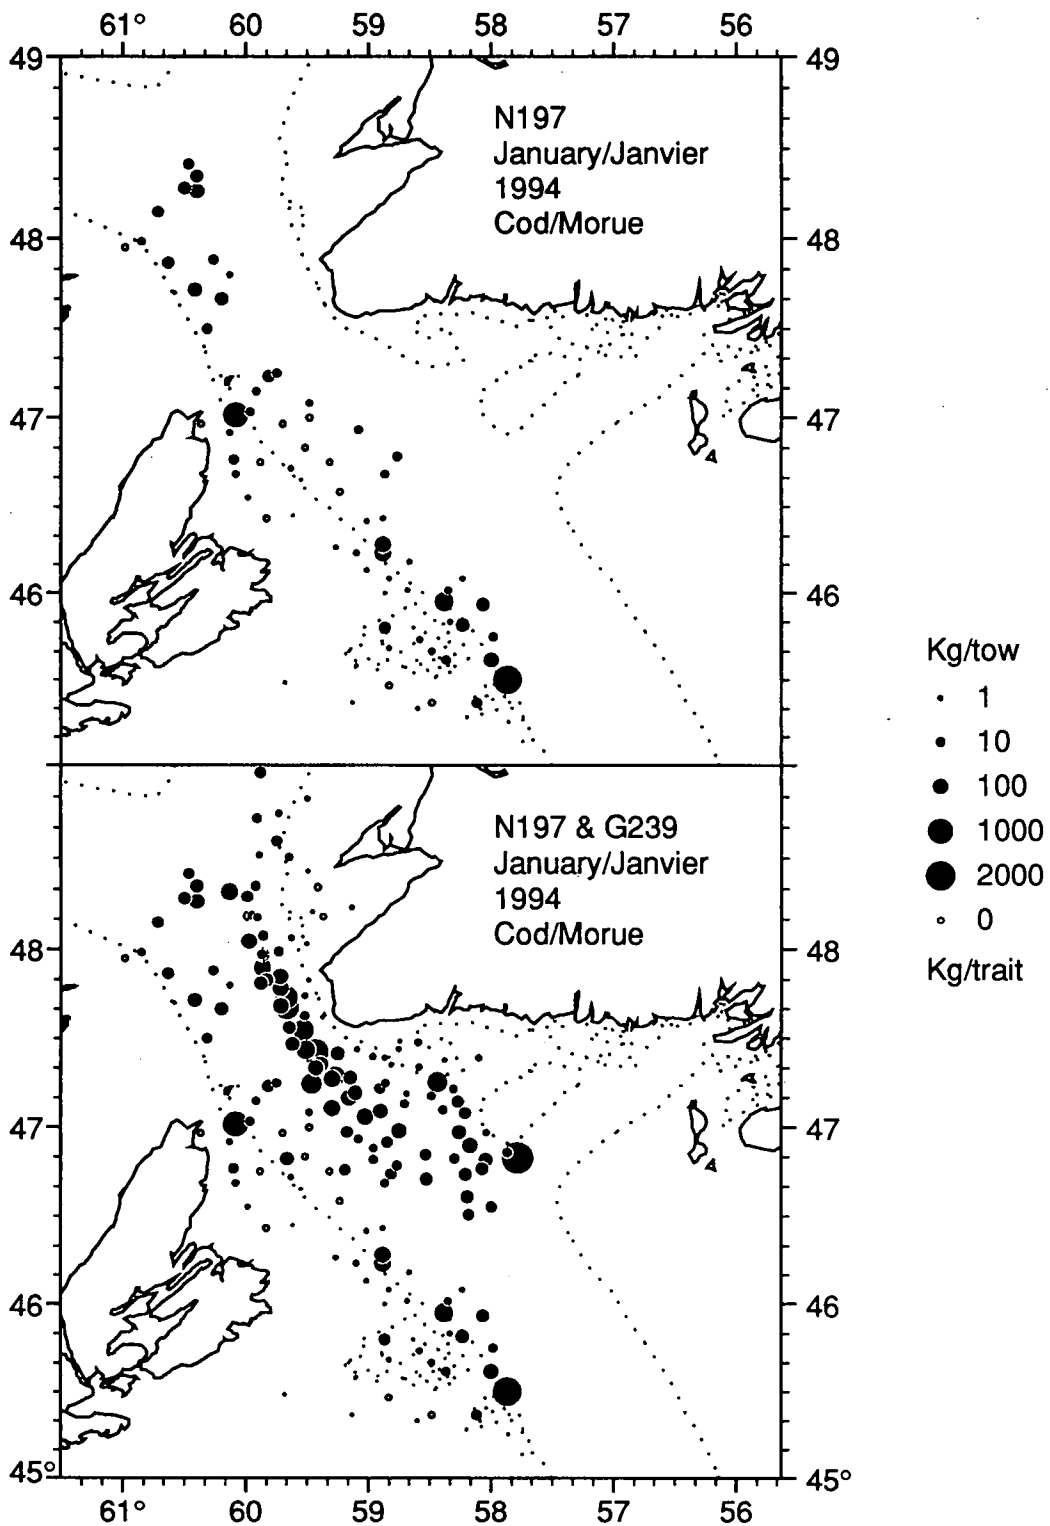 61° 60 59 58 57 56
49 49
N197
January/Janvier
1994
Cod/Morue
48 48
47 47
46 46
Kg/tow
1
10
100
1000
2000
0
Kg/trait
N197 & G239
January/Janvier
1994
Cod/Morue
48 48
47 47
46 46
45° 45°
61° 60 59 58 57 56